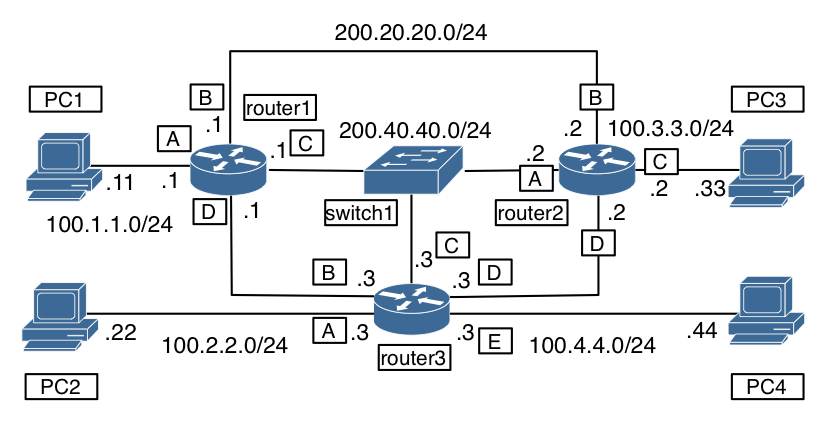 200.20.20.0/24
PC1
B
router1
B
PC3
.1
A
C
.1
200.40.40.0/24
.2
.2
100.3.3.0/24
C
A
.11
.1
.2
.33
100.1.1.0/24
D
.1
switch1
router2
.2
D
C
.3
B
.3
.3
D
.22
100.2.2.0/24
A
.3
.3
E
100.4.4.0/24
.44
router3
PC2
PC4